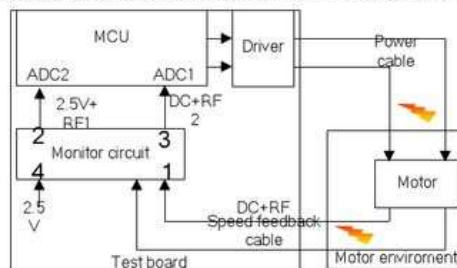 MCU
Driver
Power
cable
ADC2
ADC1
2.5V+
RF1
DC+RF
2
2
3
Monitor circuit
4
1
Motor
2.5
V
DC+RF
Speed feedback
cable
Test board
Motor enviroment